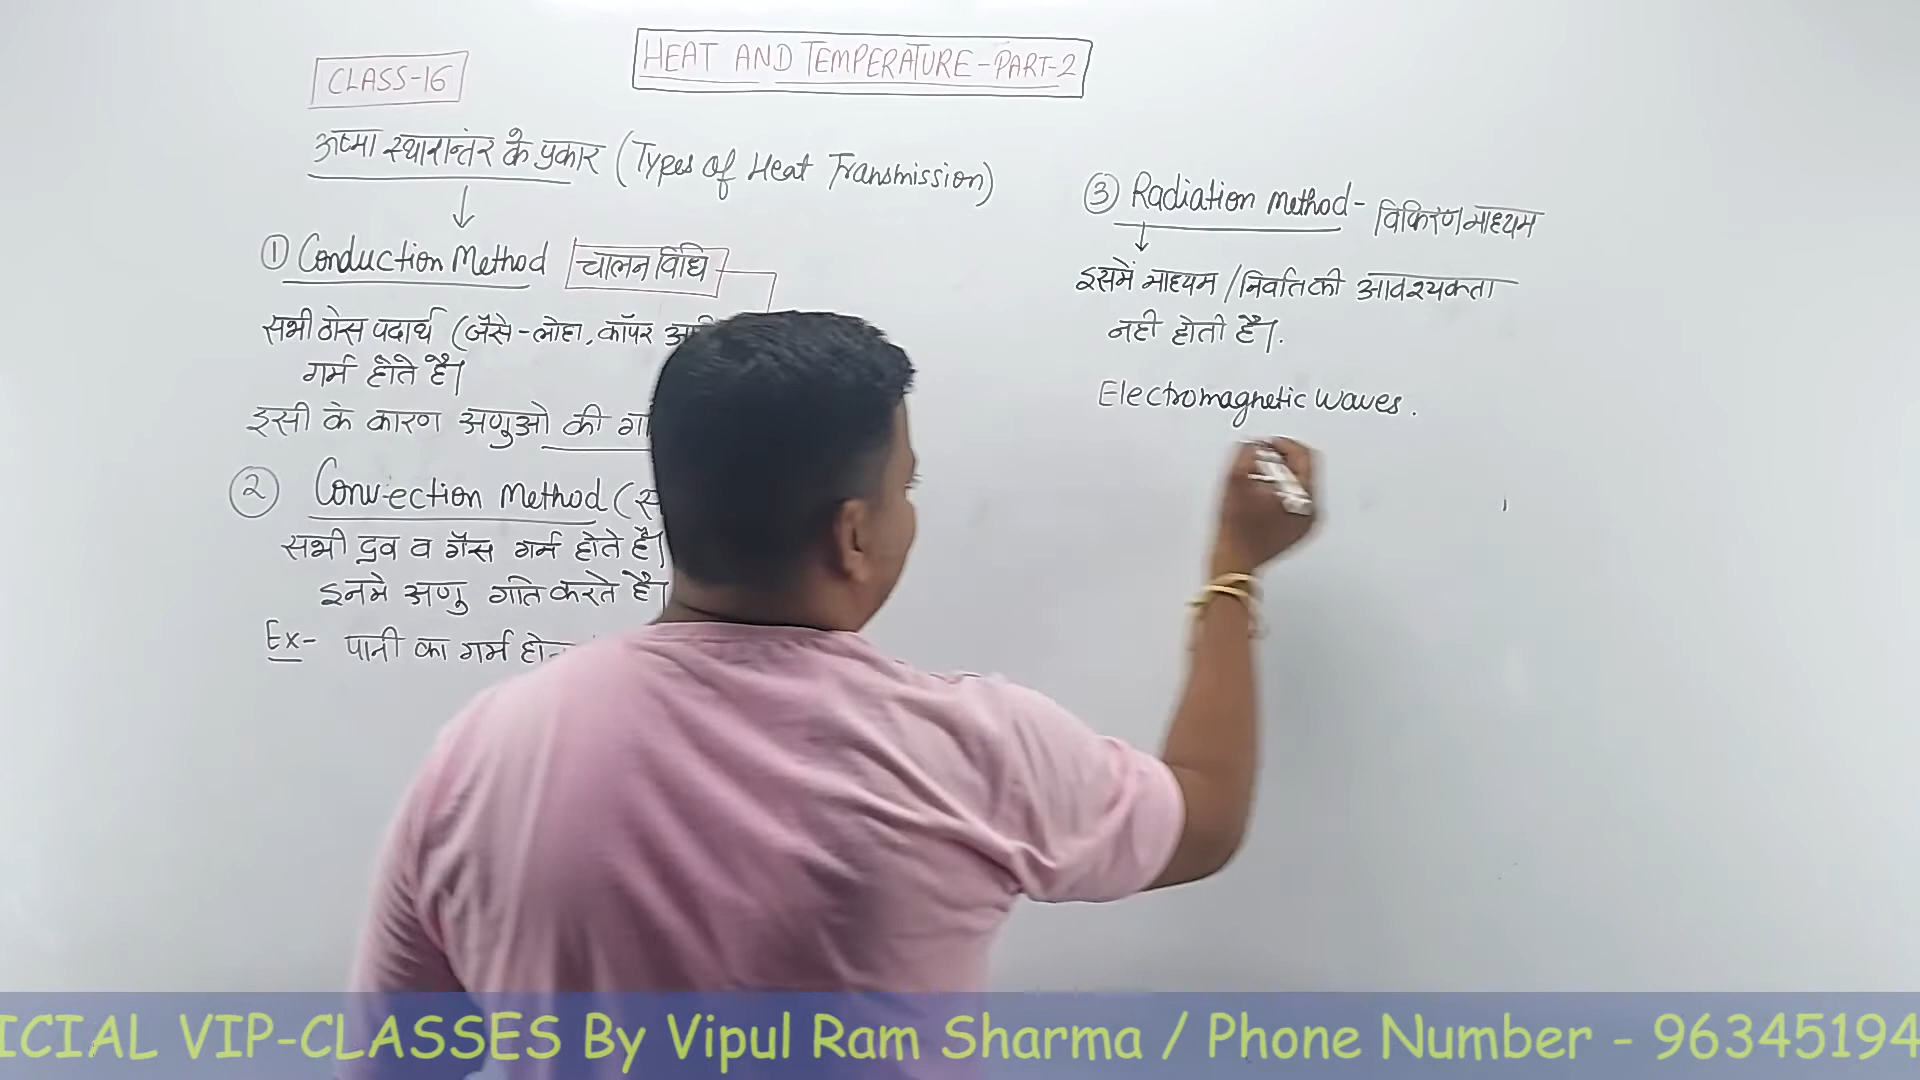 CLASS-16
HEAT AND TEMPERATURE-PART-2
ऊष्मा स्थानान्तर के प्रकार (Types of Heat Transmission)
① Conduction Method चालन विधि
सभी ठोस पदार्थ (जैसे-लोहा, कॉपर
गर्म होते है।
इसी के कारण अणुओ की
② Convection Method (
सभी द्रव व गैस गर्म होते है।
इनमे अणु गति करते है।
Ex- पानी का गर्म
③ Radiation Method- विकिरण माध्यम
इसमें माध्यम/निर्वात की आवश्यकता
नही होती है।.
Electromagnetic waves.
ICIAL VIP-CLASSES By Vipul Ram Sharma / Phone Number - 96345194